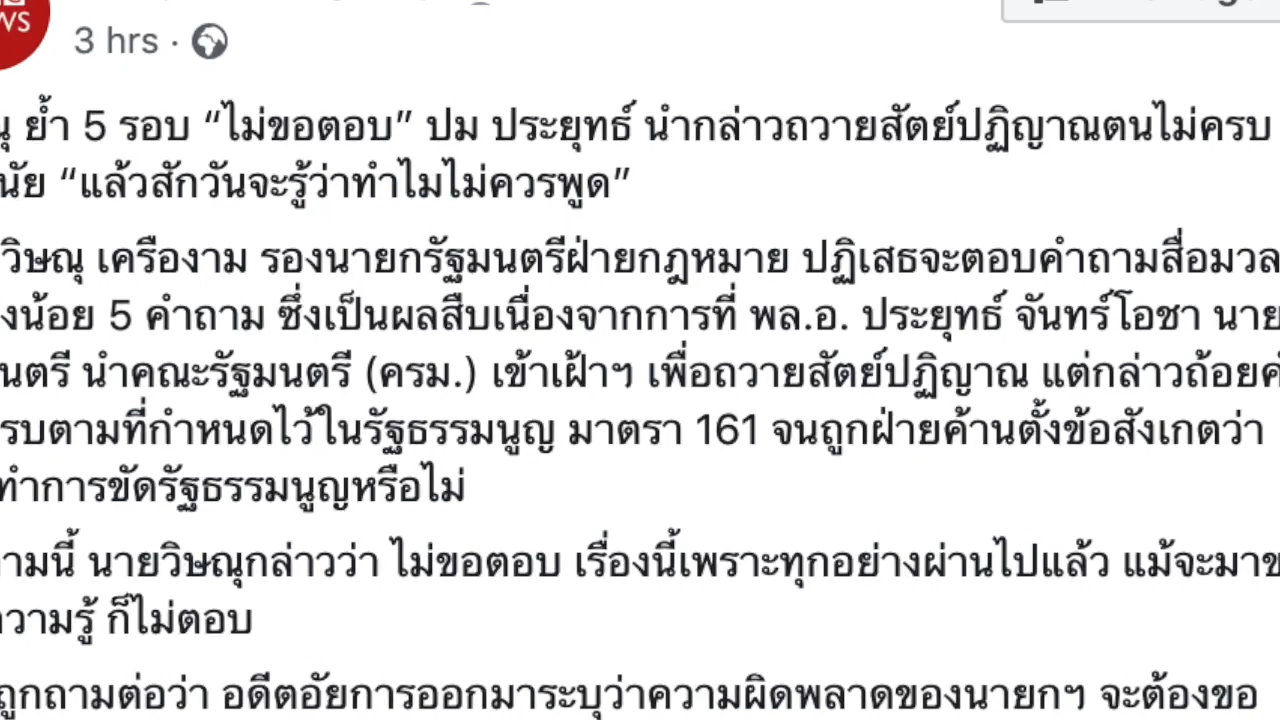 WS
3 hrs ·
ย้ำ 5 รอบ “ไม่ขอตอบ” ปม ประยุทธ์ นำกล่าวถวายสัตย์ปฏิญาณตนไม่ครบ
นัย “แล้วสักวันจะรู้ว่าทำไมไม่ควรพูด”
วิษณุ เครืองาม รองนายกรัฐมนตรีฝ่ายกฎหมาย ปฏิเสธจะตอบคำถามสื่อมวล
งน้อย 5 คำถาม ซึ่งเป็นผลสืบเนื่องจากการที่ พล.อ. ประยุทธ์ จันทร์โอชา นาย
นตรี นำคณะรัฐมนตรี (ครม.) เข้าเฝ้าฯ เพื่อถวายสัตย์ปฏิญาณ แต่กล่าวถ้อยค
รบตามที่กำหนดไว้ในรัฐธรรมนูญ มาตรา 161 จนถูกฝ่ายค้านตั้งข้อสังเกตว่า
ทำการขัดรัฐธรรมนูญหรือไม่
ถามนี้ นายวิษณุกล่าวว่า ไม่ขอตอบ เรื่องนี้เพราะทุกอย่างผ่านไปแล้ว แม้จะมาข
ความรู้ ก็ไม่ตอบ
ถูกถามต่อว่า อดีตอัยการออกมาระบุว่าความผิดพลาดของนายกฯ จะต้องขอ